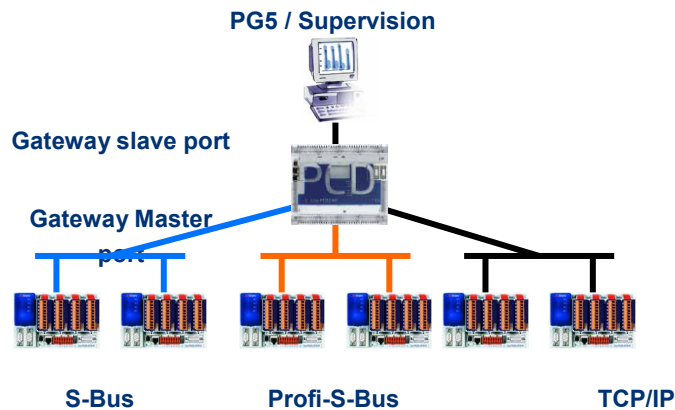 PG5 / Supervision
Gateway slave port
PCD
Gateway Master
port
S-Bus
Profi-S-Bus
TCP/IP